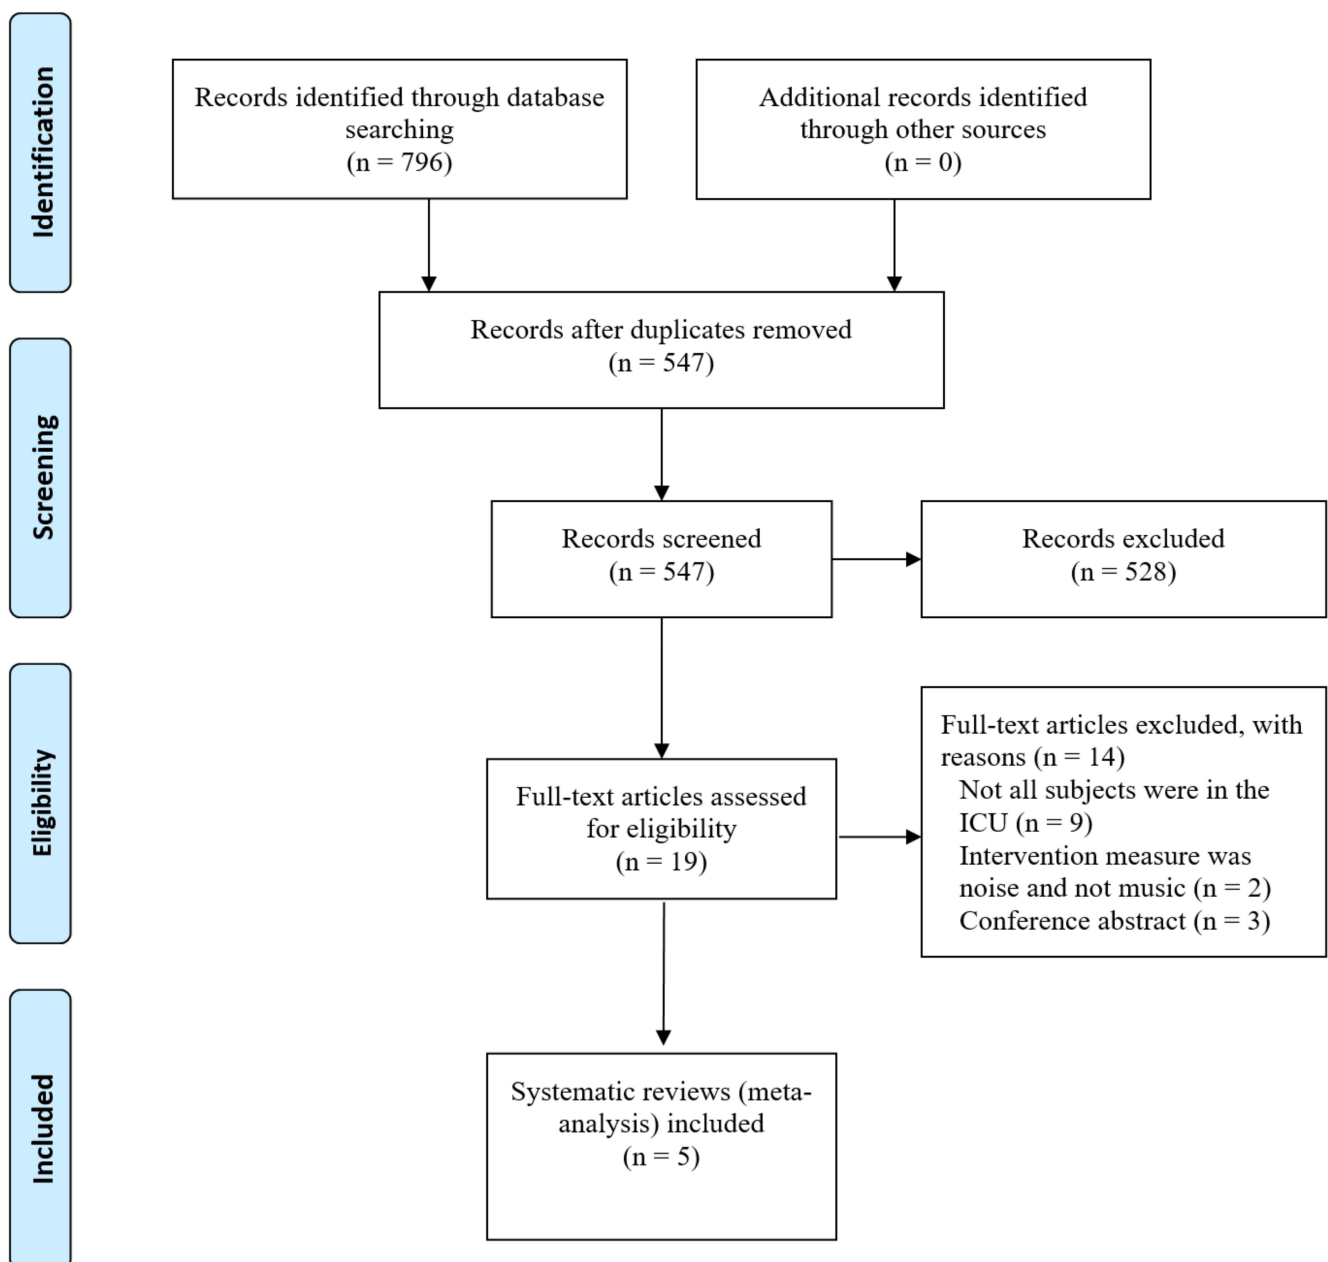 Identification
Records identified through database
searching
(n = 796)
Additional records identified
through other sources
(n = 0)
Records after duplicates removed
(n = 547)
Screening
Records screened
(n = 547)
Records excluded
(n = 528)
Eligibility
Full-text articles assessed
for eligibility
(n = 19)
Full-text articles excluded, with
reasons (n = 14)
Not all subjects were in the
ICU (n = 9)
Intervention measure was
noise and not music (n = 2)
Conference abstract (n = 3)
Included
Systematic reviews (meta-
analysis) included
(n = 5)